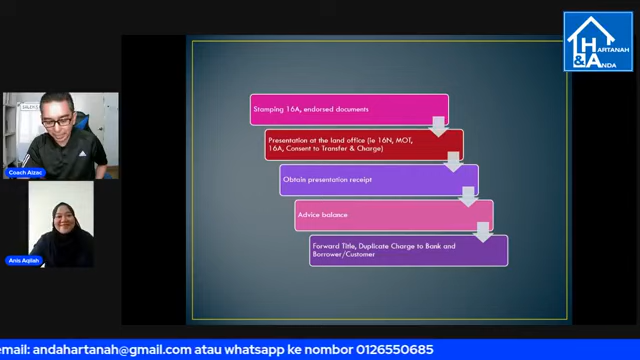 HARTANAH
& ANDA
Stamping 16A, endorsed documents
Presentation at the land office (ie 16N, MOT,
16A, Consent to Transfer & Charge)
Obtain presentation receipt
Advice balance
Forward Title, Duplicate Charge to Bank and
Borrower/Customer
Coach Aizac
Anis Aqilah
email: andahartanah@gmail.com atau whatsapp ke nombor 0126550685